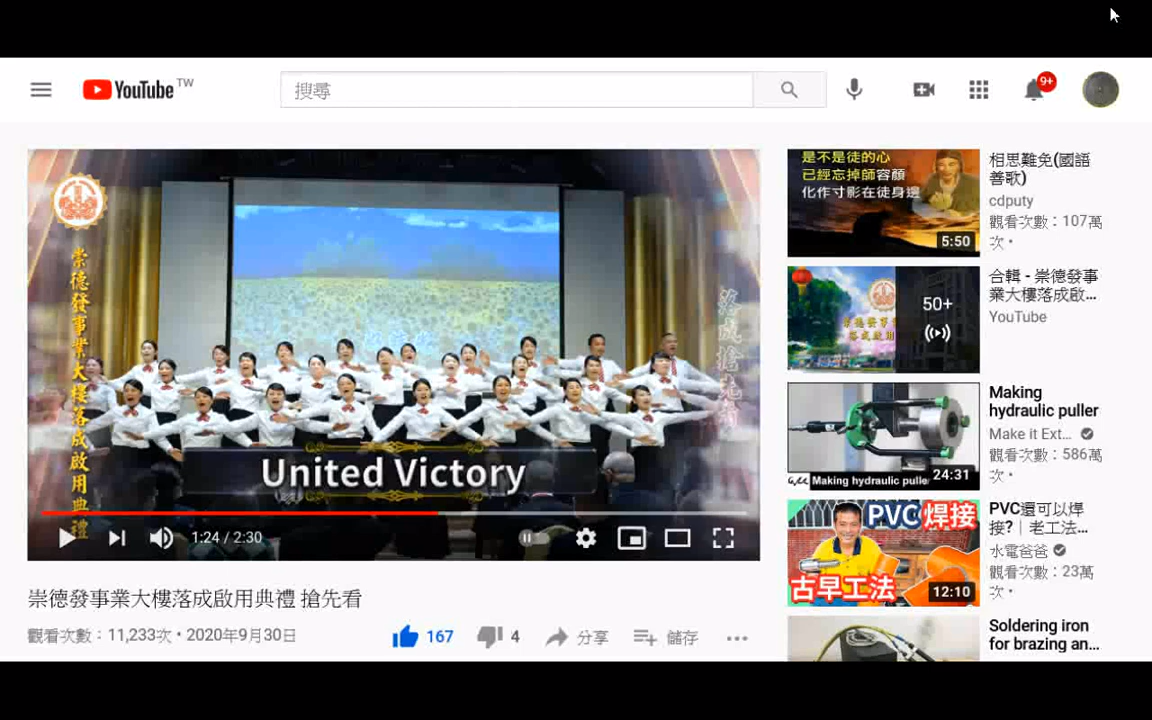 YouTube TW
搜尋
9+
崇德發事業大樓落成啟用典禮
落成搶先看
United Victory
1:24 / 2:30
崇德發事業大樓落成啟用典禮 搶先看
觀看次數：11,233次 • 2020年9月30日
167
4
分享
儲存
是不是徒的心
已經忘掉師容顏
化作寸影在徒身邊
5:50
相思難免(國語
善歌)
cdputy
觀看次數：107萬
次 •
50+
合輯 - 崇德發事
業大樓落成啟...
YouTube
Making hydraulic pulle
24:31
Making
hydraulic puller
Make it Ext...
觀看次數：586萬
次 •
PVC焊接
古早工法
12:10
PVC還可以焊
接?｜老工法...
水電爸爸
觀看次數：23萬
次 •
Soldering iron
for brazing an...